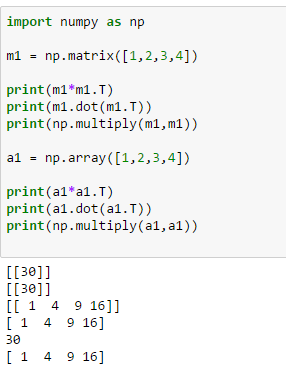 import numpy as np
m1 = np.matrix([1,2,3,4])
print(m1*m1.T)
print(m1.dot(m1.T))
print(np.multiply(m1,m1))
a1 = np.array([1,2,3,4])
print(a1*a1.T)
print(a1.dot(a1.T))
print(np.multiply(a1,a1))
[[30]]
[[30]]
[[ 1  4  9 16]]
[ 1  4  9 16]
30
[ 1  4  9 16]